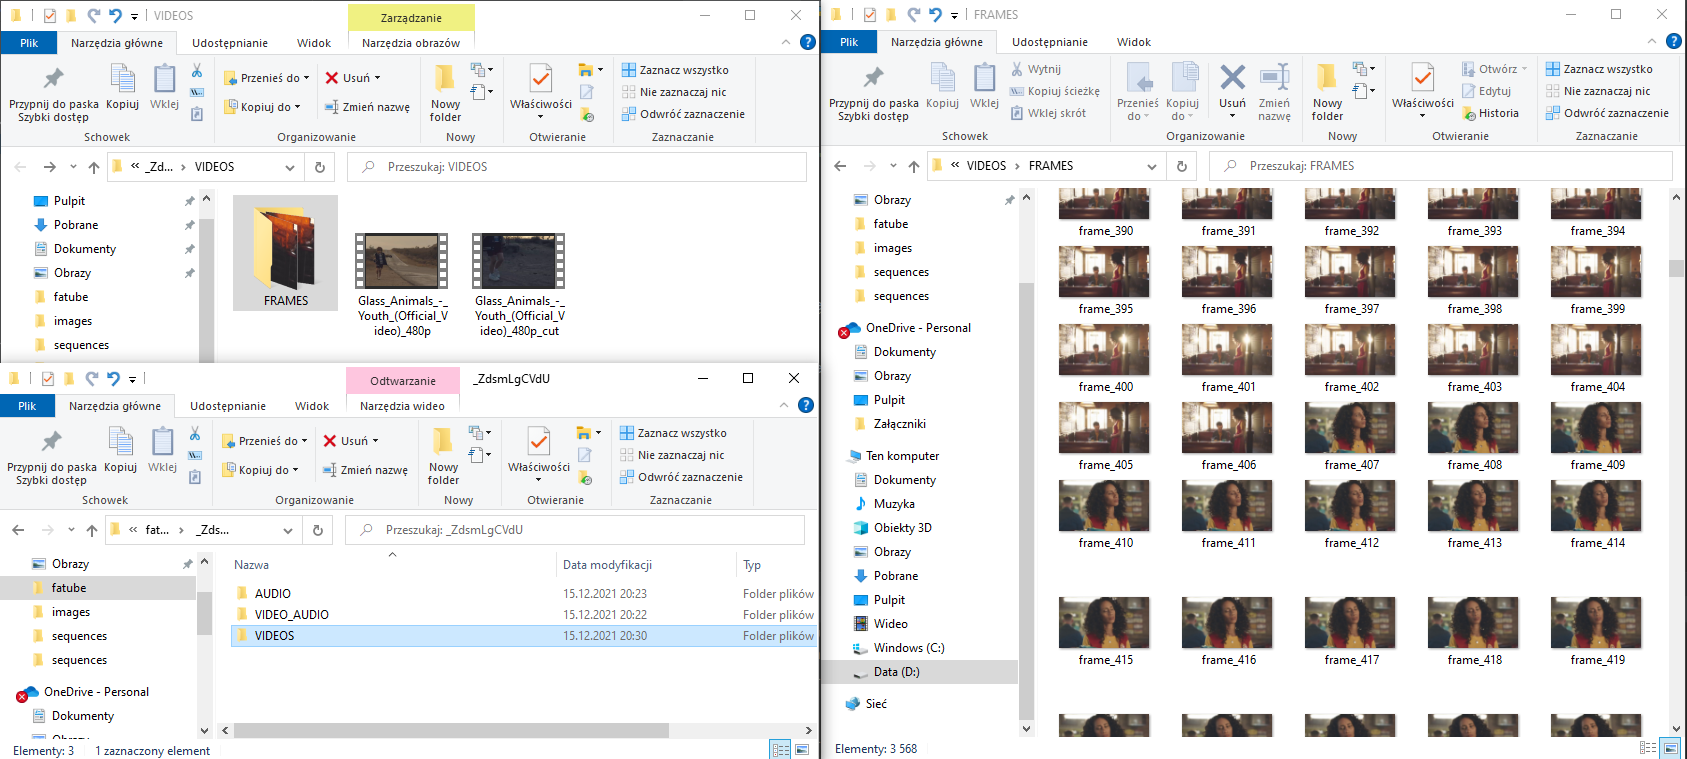 VIDEOS
Zarządzanie
Plik
Narzędzia główne
Udostępnianie
Widok
Narzędzia obrazów
Przypnij do paska
Szybki dostęp
Kopiuj
Wklej
Schowek
Przenieś do
Kopiuj do
Usuń
Zmień nazwę
Organizowanie
Nowy
folder
Nowy
Właściwości
Otwieranie
Zaznacz wszystko
Nie zaznaczaj nic
Odwróć zaznaczenie
Zaznaczanie
« _Zd... › VIDEOS
Przeszukaj: VIDEOS
Pulpit
Pobrane
Dokumenty
Obrazy
fatube
images
sequences
FRAMES
Glass_Animals_-_
Youth_(Official_V
ideo)_480p
Glass_Animals_-_
Youth_(Official_V
ideo)_480p_cut
Odtwarzanie
_ZdsmLgCVdU
Plik
Narzędzia główne
Udostępnianie
Widok
Narzędzia wideo
Przypnij do paska
Szybki dostęp
Kopiuj
Wklej
Schowek
Przenieś do
Kopiuj do
Usuń
Zmień nazwę
Organizowanie
Nowy
folder
Nowy
Właściwości
Otwieranie
Zaznacz wszystko
Nie zaznaczaj nic
Odwróć zaznaczenie
Zaznaczanie
« fat... › _Zds...
Przeszukaj: _ZdsmLgCVdU
Obrazy
fatube
images
sequences
sequences
OneDrive - Personal
Dokumenty
Obrazy
Nazwa Data modyfikacji Typ
AUDIO 15.12.2021 20:23 Folder plików
VIDEO_AUDIO 15.12.2021 20:22 Folder plików
VIDEOS 15.12.2021 20:30 Folder plików
Elementy: 3 1 zaznaczony element
FRAMES
Plik
Narzędzia główne
Udostępnianie
Widok
Przypnij do paska
Szybki dostęp
Kopiuj
Wklej
Wytnij
Kopiuj ścieżkę
Wklej skrót
Schowek
Przenieś
do
Kopiuj
do
Usuń
Zmień
nazwę
Organizowanie
Nowy
folder
Nowy
Właściwości
Otwórz
Edytuj
Historia
Otwieranie
Zaznacz wszystko
Nie zaznaczaj nic
Odwróć zaznaczenie
Zaznaczanie
« VIDEOS › FRAMES
Przeszukaj: FRAMES
Obrazy
fatube
images
sequences
sequences
OneDrive - Personal
Dokumenty
Obrazy
Pulpit
Załączniki
Ten komputer
Dokumenty
Muzyka
Obiekty 3D
Obrazy
Pobrane
Pulpit
Wideo
Windows (C:)
Data (D:)
Sieć
frame_390 frame_391 frame_392 frame_393 frame_394
frame_395 frame_396 frame_397 frame_398 frame_399
frame_400 frame_401 frame_402 frame_403 frame_404
frame_405 frame_406 frame_407 frame_408 frame_409
frame_410 frame_411 frame_412 frame_413 frame_414
frame_415 frame_416 frame_417 frame_418 frame_419
Elementy: 3 568